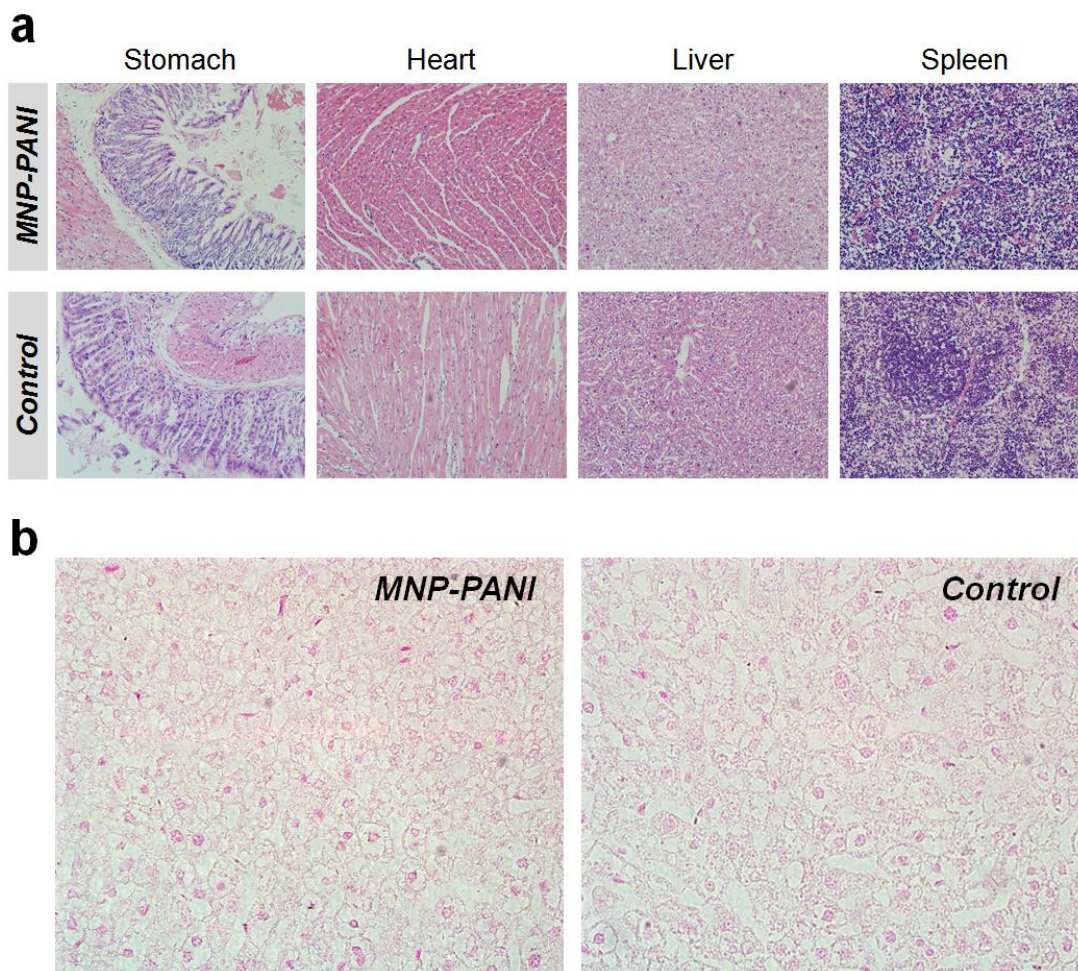 a
Stomach Heart Liver Spleen
MNP-PANI
Control
b
MNP-PANI Control